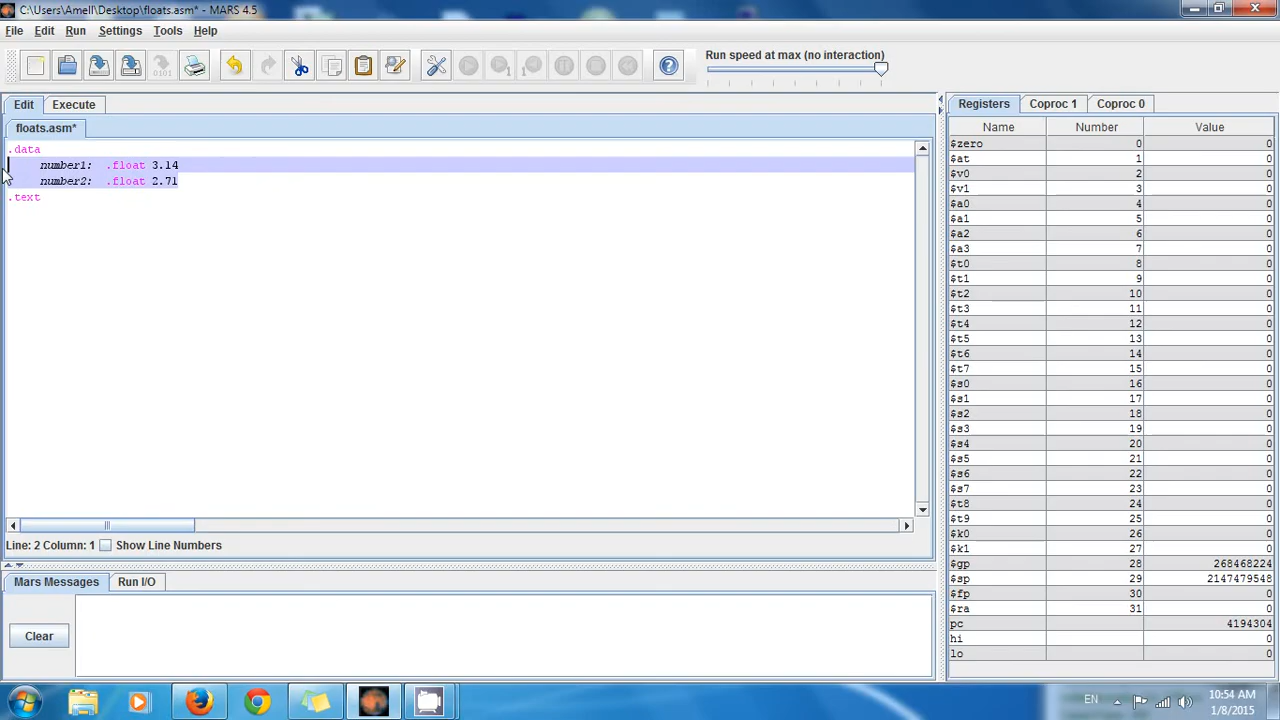 C:\Users\Amell\Desktop\floats.asm* - MARS 4.5
File Edit Run Settings Tools Help
Run speed at max (no interaction)
Edit Execute
floats.asm*
.data
number1: .float 3.14
number2: .float 2.71
.text
Line: 2 Column: 1 Show Line Numbers
Mars Messages Run I/O
Clear
Registers Coproc 1 Coproc 0
Name Number Value
$zero 0 0
$at 1 0
$v0 2 0
$v1 3 0
$a0 4 0
$a1 5 0
$a2 6 0
$a3 7 0
$t0 8 0
$t1 9 0
$t2 10 0
$t3 11 0
$t4 12 0
$t5 13 0
$t6 14 0
$t7 15 0
$s0 16 0
$s1 17 0
$s2 18 0
$s3 19 0
$s4 20 0
$s5 21 0
$s6 22 0
$s7 23 0
$t8 24 0
$t9 25 0
$k0 26 0
$k1 27 0
$gp 28 268468224
$sp 29 2147479548
$fp 30 0
$ra 31 0
pc 4194304
hi 0
lo 0
EN
10:54 AM
1/8/2015